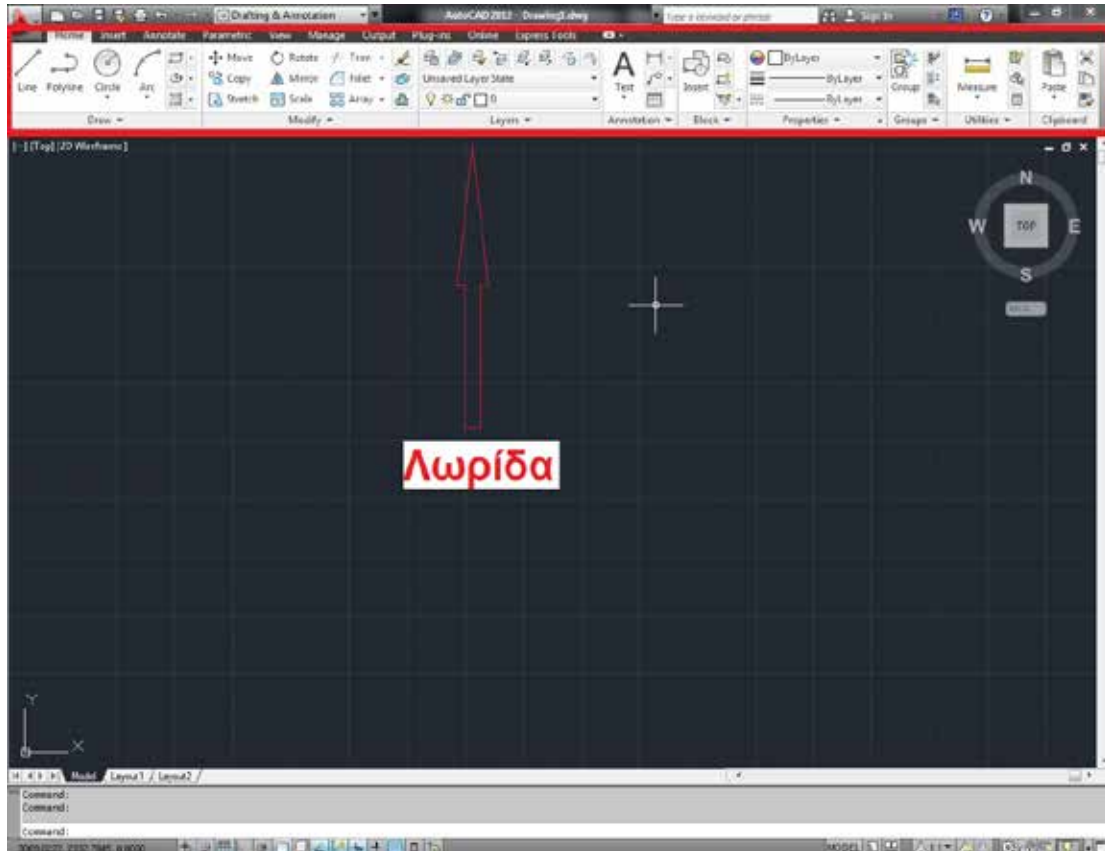 Drafting & Annotation AutoCAD 2013 Drawing1.dwg Type a keyword or phrase Sign In
Home Insert Annotate Parametric View Manage Output Plug-ins Online Express Tools
Line Polyline Circle Arc
Move Rotate Trim
Copy Mirror Fillet
Stretch Scale Array
Unsaved Layer State
0
Text Insert
ByLayer
ByLayer
ByLayer
Group Measure Paste
Draw Modify Layers Annotation Block Properties Groups Utilities Clipboard
[-][Top][2D Wireframe]
N
W TOP E
S
Λωρίδα
Y
X
Model Layout1 Layout2
Command:
Command:
Command:
MODEL